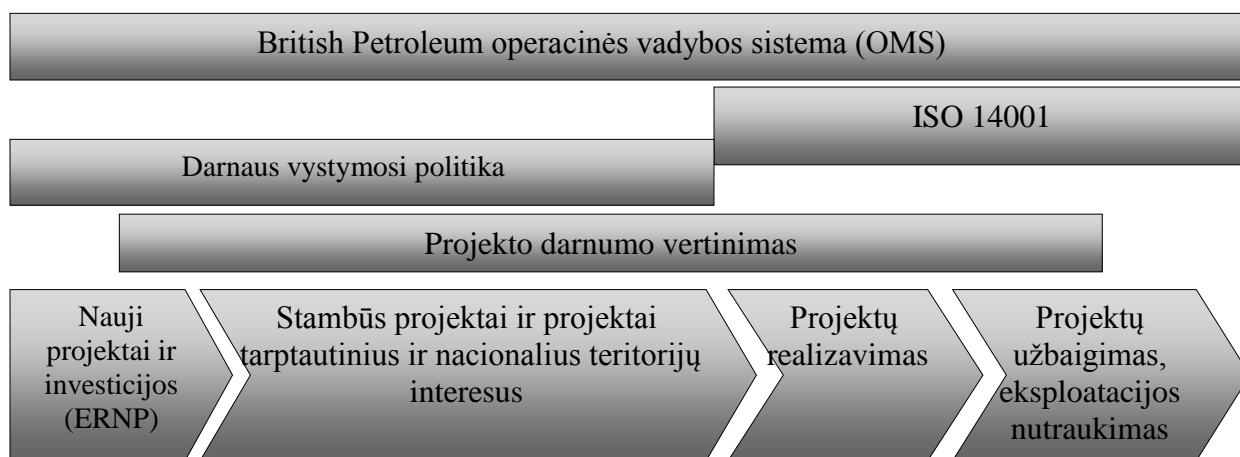 British Petroleum operacinės vadybos sistema (OMS)
ISO 14001
Darnaus vystymosi politika
Projekto darnumo vertinimas
Nauji
projektai ir
investicijos
(ERNP)
Stambūs projektai ir projektai
tarptautinius ir nacionalius teritorijų
interesus
Projektų
realizavimas
Projektų
užbaigimas,
eksploatacijos
nutraukimas